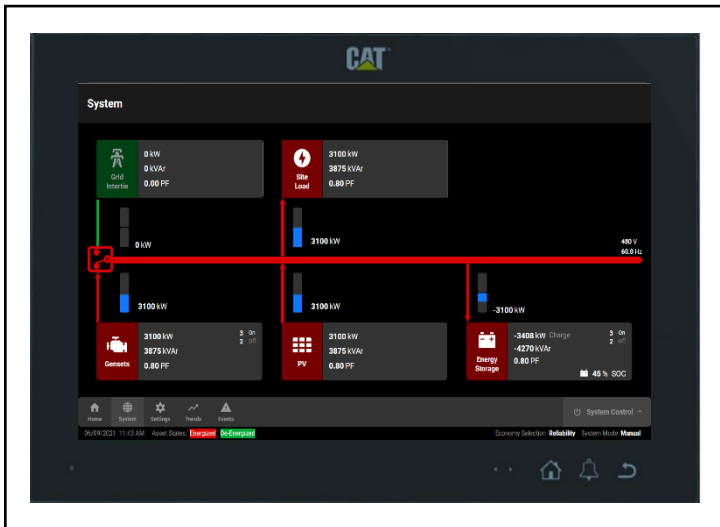 CAT
System
Grid Intertie
0 kW
0 kVAr
0.00 PF
Site Load
3100 kW
3875 kVAr
0.80 PF
0 kW
3100 kW
480 V
60.0 Hz
3100 kW
3100 kW
-3100 kW
Gensets
3100 kW
3875 kVAr
0.80 PF
3 On
2 off
PV
3100 kW
3875 kVAr
0.80 PF
Energy Storage
-3408 kW Charge
-4270 kVAr
0.80 PF
3 On
2 off
45 % SOC
Home
System
Settings
Trends
Events
System Control
06/09/2021 11:43 AM Asset States: Energized De-Energized
Economy Selection Reliability System Mode Manual